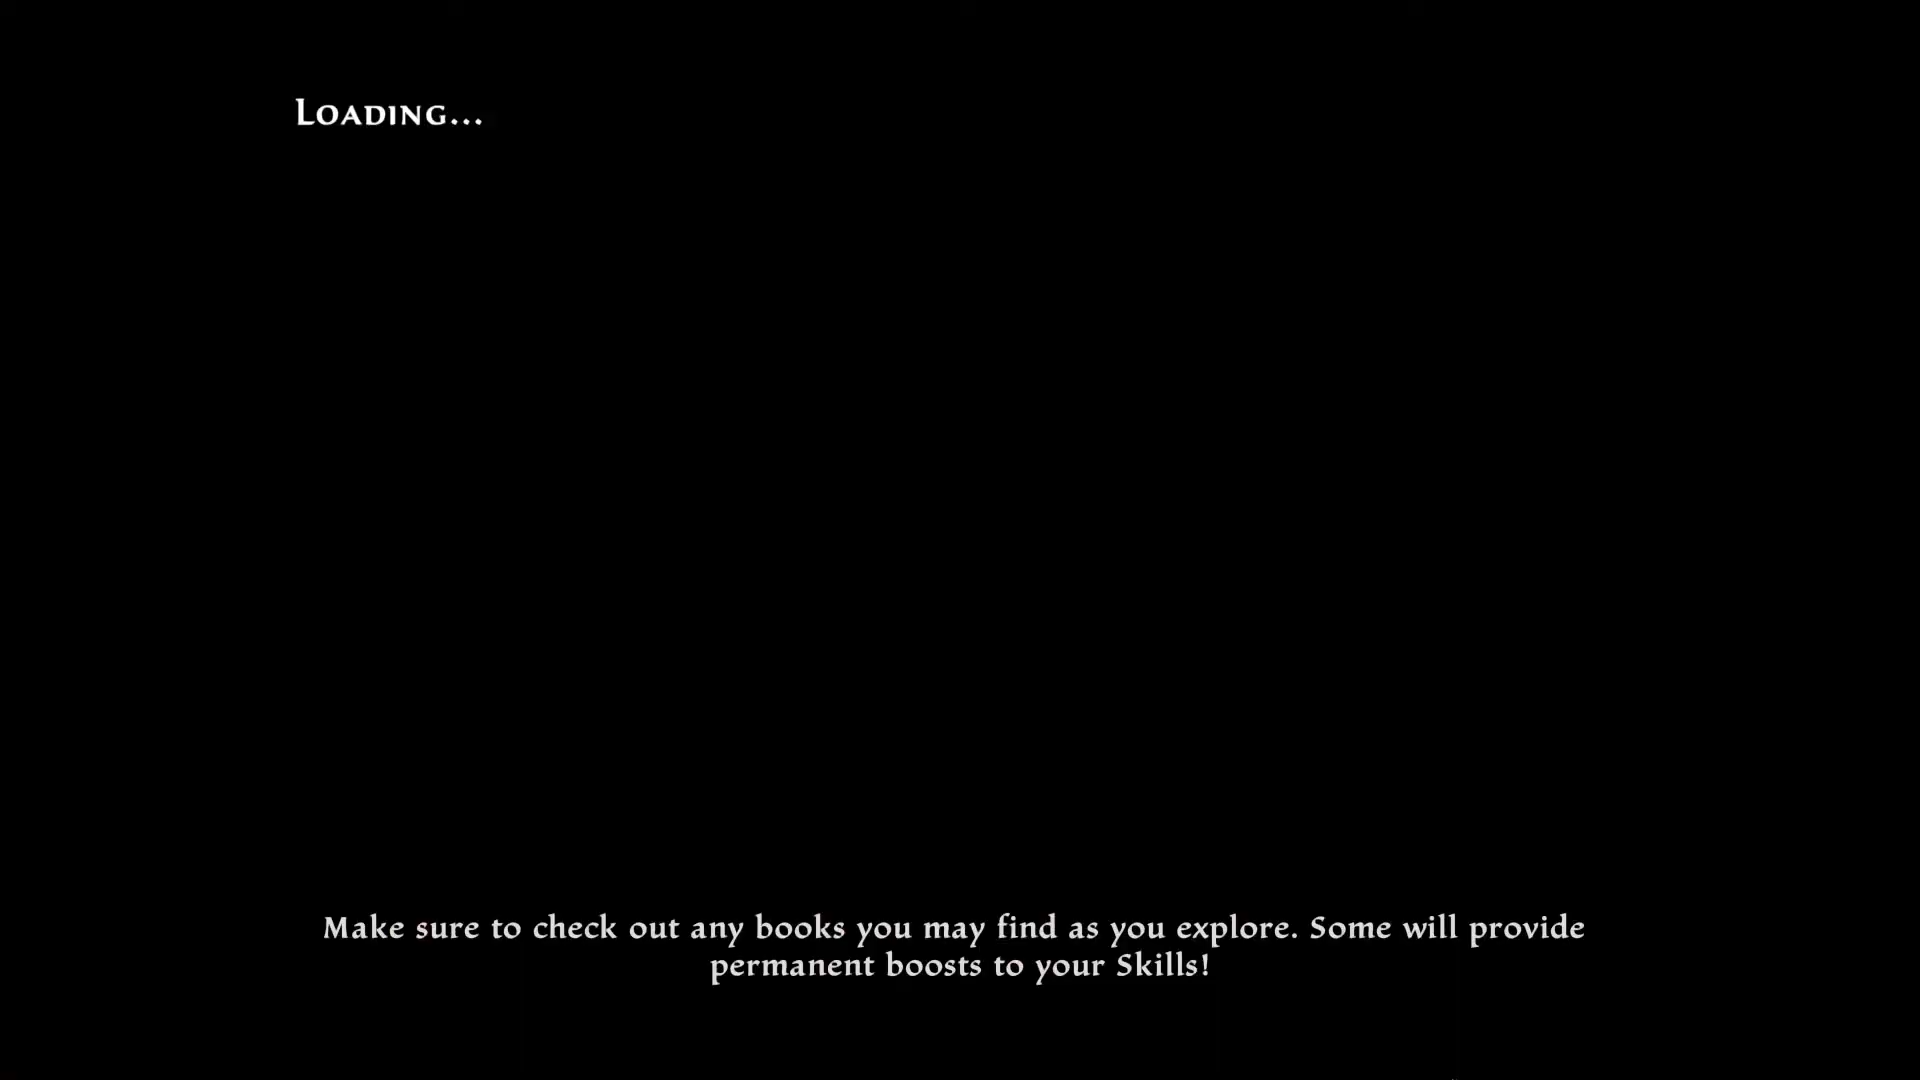 Loading...
Make sure to check out any books you may find as you explore. Some will provide
permanent boosts to your Skills!